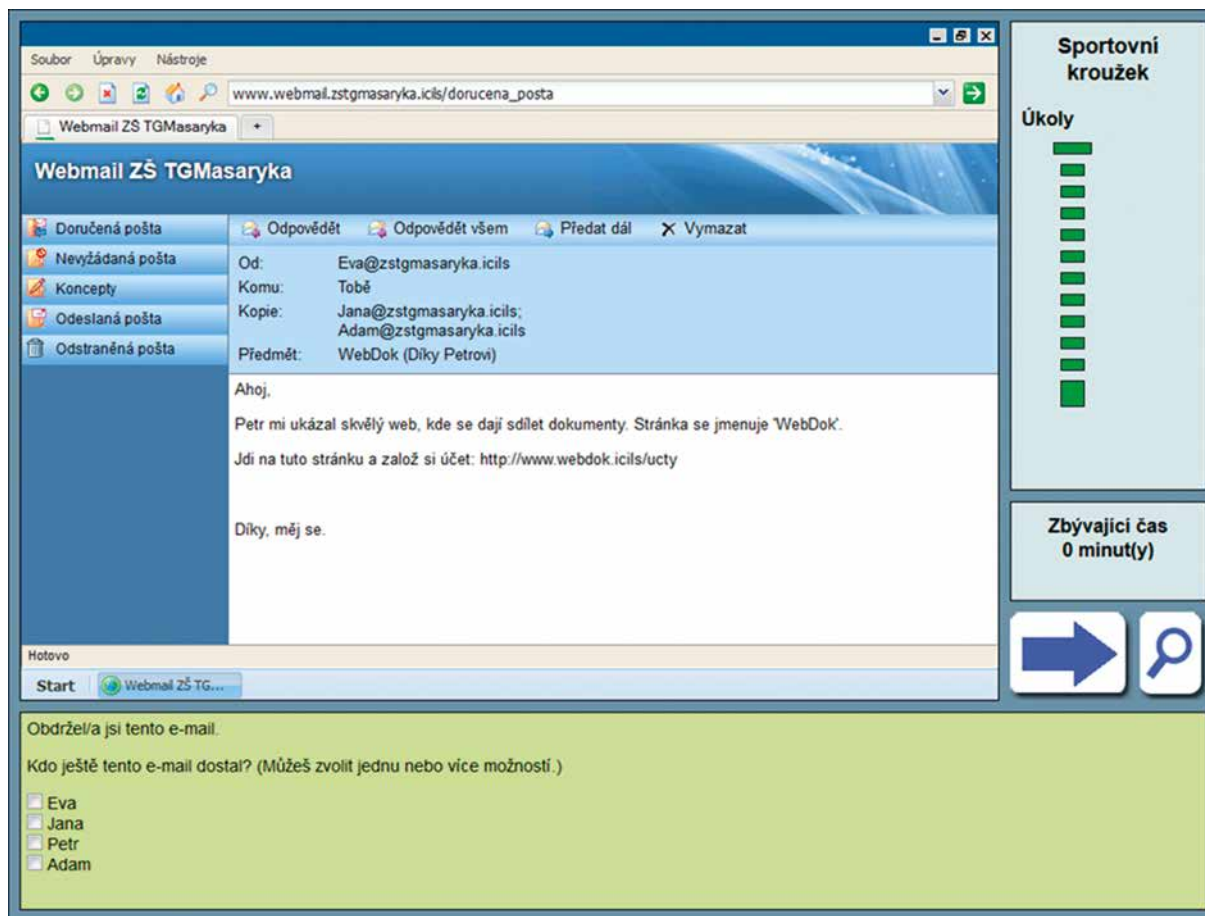 Soubor Úpravy Nástroje
www.webmail.zstgmasaryka.icils/dorucena_posta
Webmail ZŠ TGMasaryka +
Webmail ZŠ TGMasaryka
Doručená pošta
Nevyžádaná pošta
Koncepty
Odeslaná pošta
Odstraněná pošta
Odpovědět Odpovědět všem Předat dál Vymazat
Od: Eva@zstgmasaryka.icils
Komu: Tobě
Kopie: Jana@zstgmasaryka.icils;
Adam@zstgmasaryka.icils
Předmět: WebDok (Díky Petrovi)
Ahoj,
Petr mi ukázal skvělý web, kde se dají sdílet dokumenty. Stránka se jmenuje 'WebDok'.
Jdi na tuto stránku a založ si účet: http://www.webdok.icils/ucty
Díky, měj se.
Hotovo
Start Webmail ZŠ TG...
Sportovní
kroužek
Úkoly
Zbývající čas
0 minut(y)
Obdržel/a jsi tento e-mail.
Kdo ještě tento e-mail dostal? (Můžeš zvolit jednu nebo více možností.)
Eva
Jana
Petr
Adam